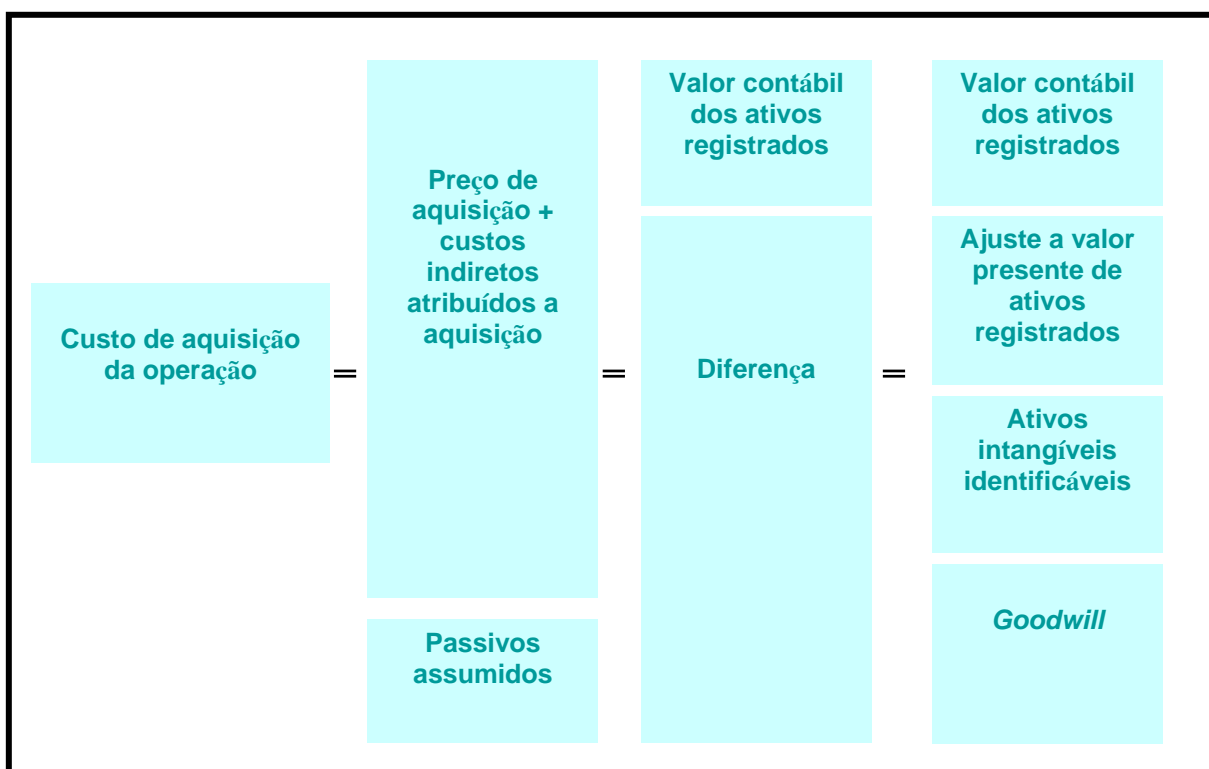 Custo de aquisição
da operação
=
Preço de
aquisição +
custos
indiretos
atribuídos a
aquisição
Passivos
assumidos
=
Valor contábil
dos ativos
registrados
Diferença
=
Valor contábil
dos ativos
registrados
Ajuste a valor
presente de
ativos
registrados
Ativos
intangíveis
identificáveis
Goodwill